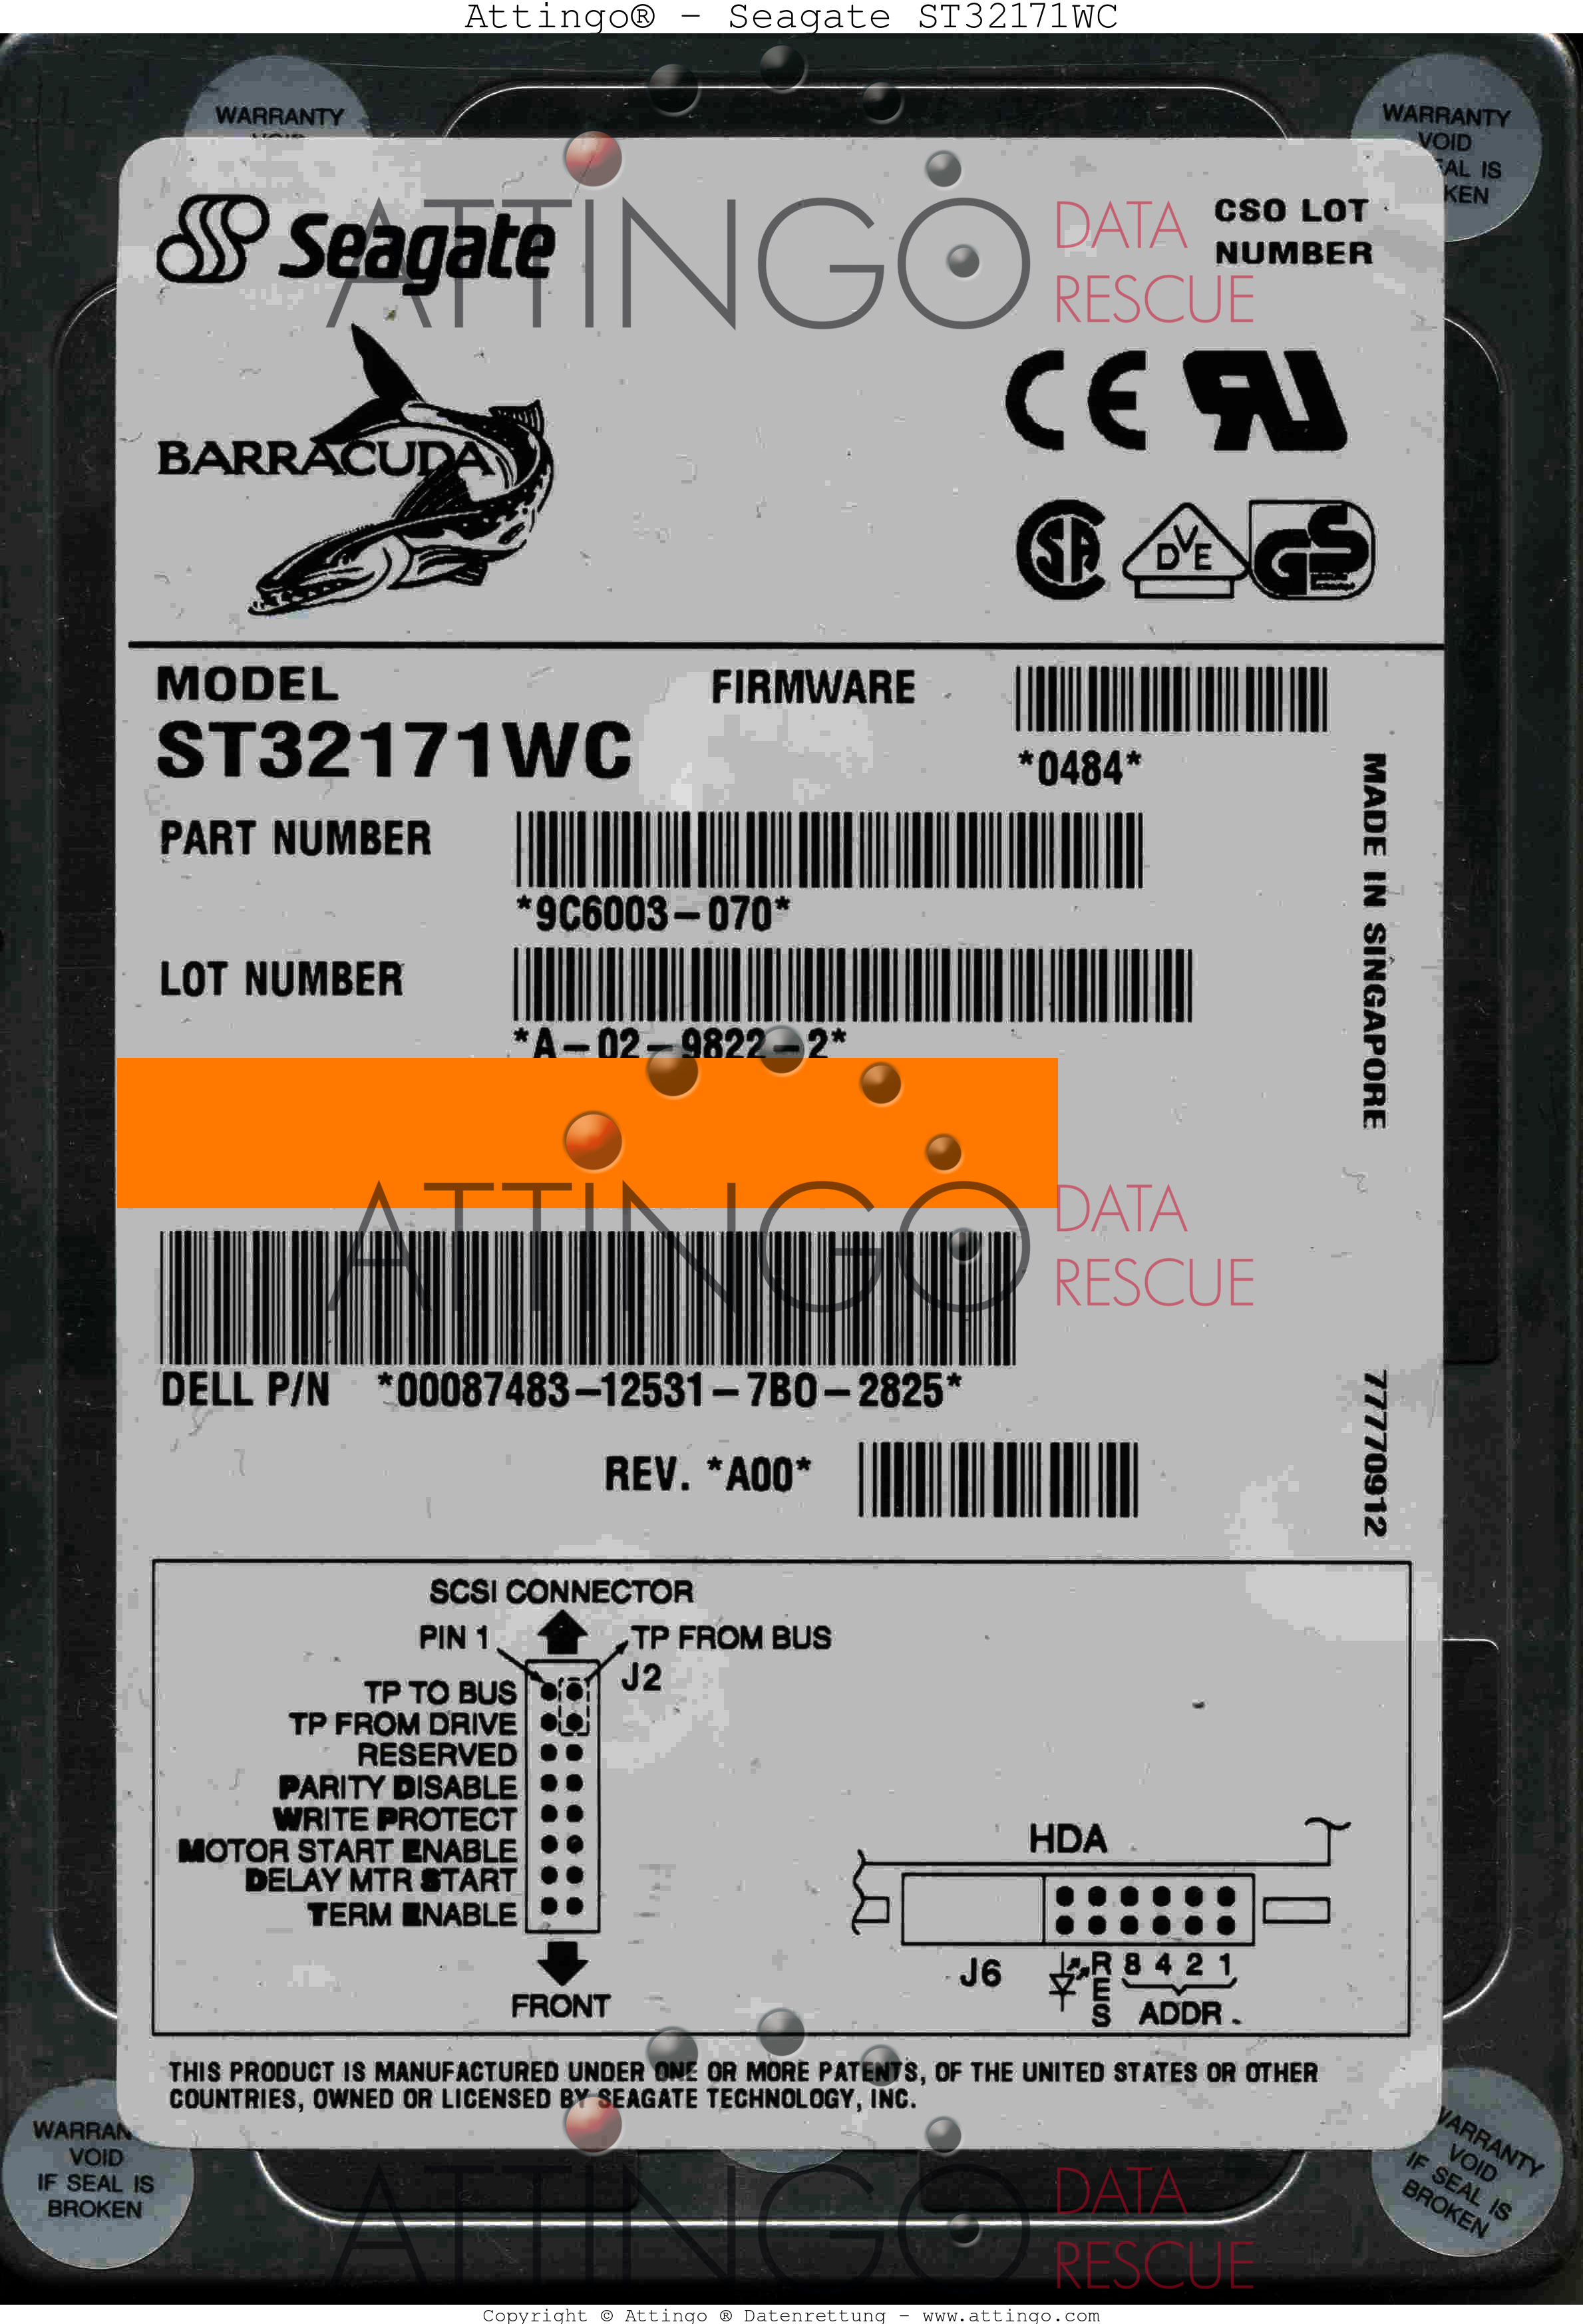 Attingo® - Seagate ST32171WC
WARRANTY
WARRANTY
VOID
IS
Seagate
ATTINGO
DATA
RESCUE
CSO LOT
NUMBER
BARRACUDA
CE
SA
DVE
GS
MODEL
ST32171WC
FIRMWARE
*0484*
PART NUMBER
*9C6003-070*
LOT NUMBER
*A-02-9822-2*
MADE IN SINGAPORE
ATTINGO
DATA
RESCUE
DELL P/N *00087483-12531-7B0-2825*
REV. *A00*
77770912
SCSI CONNECTOR
PIN 1
TP FROM BUS
J2
TP TO BUS
TP FROM DRIVE
RESERVED
PARITY DISABLE
WRITE PROTECT
MOTOR START ENABLE
DELAY MTR START
TERM ENABLE
FRONT
HDA
J6
RES
8 4 2 1
ADDR.
THIS PRODUCT IS MANUFACTURED UNDER ONE OR MORE PATENTS, OF THE UNITED STATES OR OTHER
COUNTRIES, OWNED OR LICENSED BY SEAGATE TECHNOLOGY, INC.
WARRAN
VOID
IF SEAL IS
BROKEN
WARRANTY
VOID
IF SEAL IS
BROKEN
ATTINGO
DATA
RESCUE
Copyright © Attingo ® Datenrettung - www.attingo.com